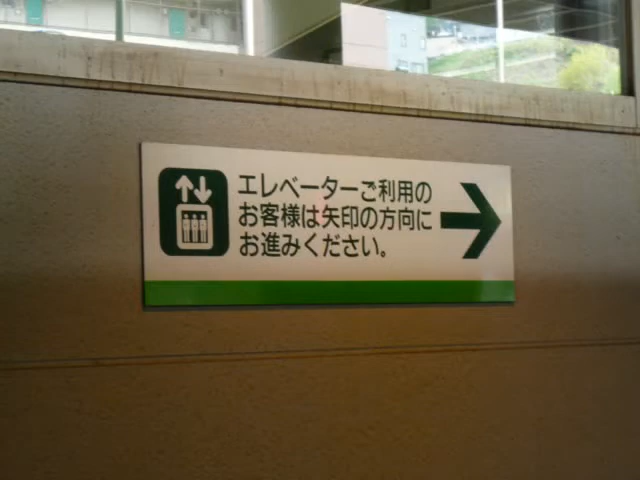 エレベーターご利用の
お客様は矢印の方向に
お進みください。